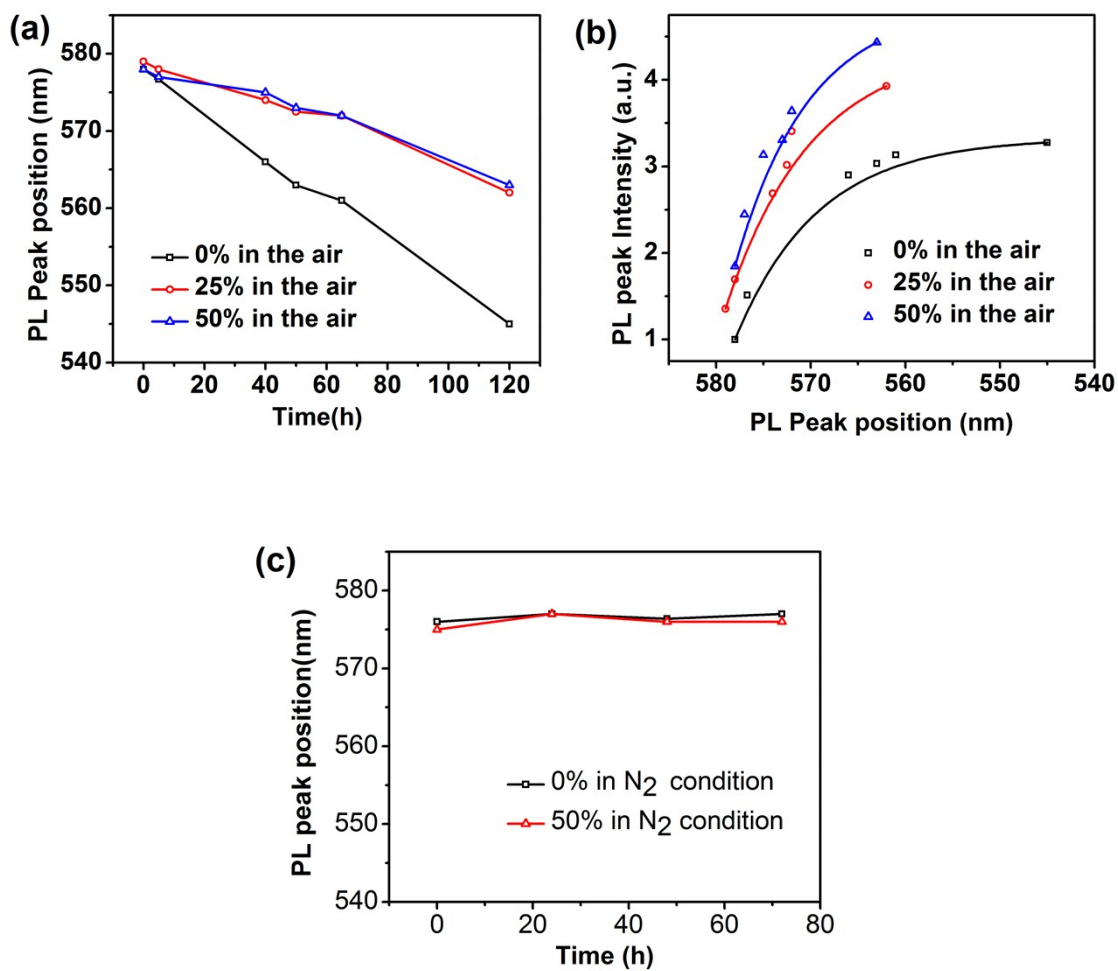 (a)
580
570
560
550
540
PL Peak position (nm)
0% in the air
25% in the air
50% in the air
0 20 40 60 80 100 120
Time(h)
(b)
4
3
2
1
PL peak Intensity (a.u.)
0% in the air
25% in the air
50% in the air
580 570 560 550 540
PL Peak position (nm)
(c)
580
570
560
550
540
PL peak position(nm)
0% in N2 condition
50% in N2 condition
0 20 40 60 80
Time (h)